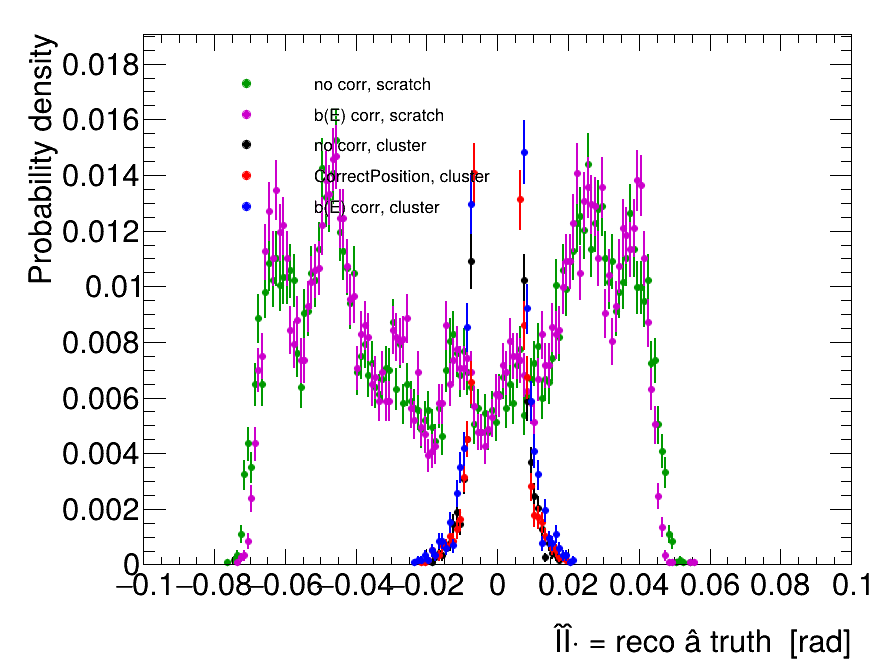 Probability density
0.018
0.016
0.014
0.012
0.01
0.008
0.006
0.004
0.002
0
no corr, scratch
b(E) corr, scratch
no corr, cluster
CorrectPosition, cluster
b(E) corr, cluster
−0.1 −0.08 −0.06 −0.04 −0.02 0 0.02 0.04 0.06 0.08 0.1
ÎÎ· = reco â truth [rad]